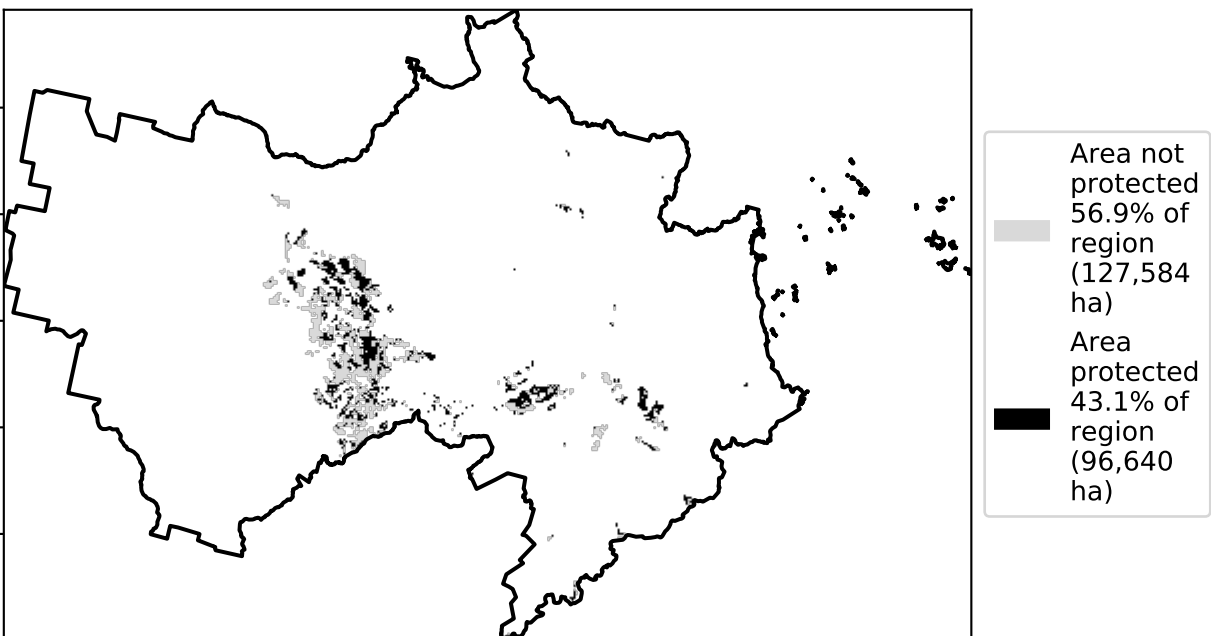 Area not
protected
56.9% of
region
(127,584
ha)
Area
protected
43.1% of
region
(96,640
ha)